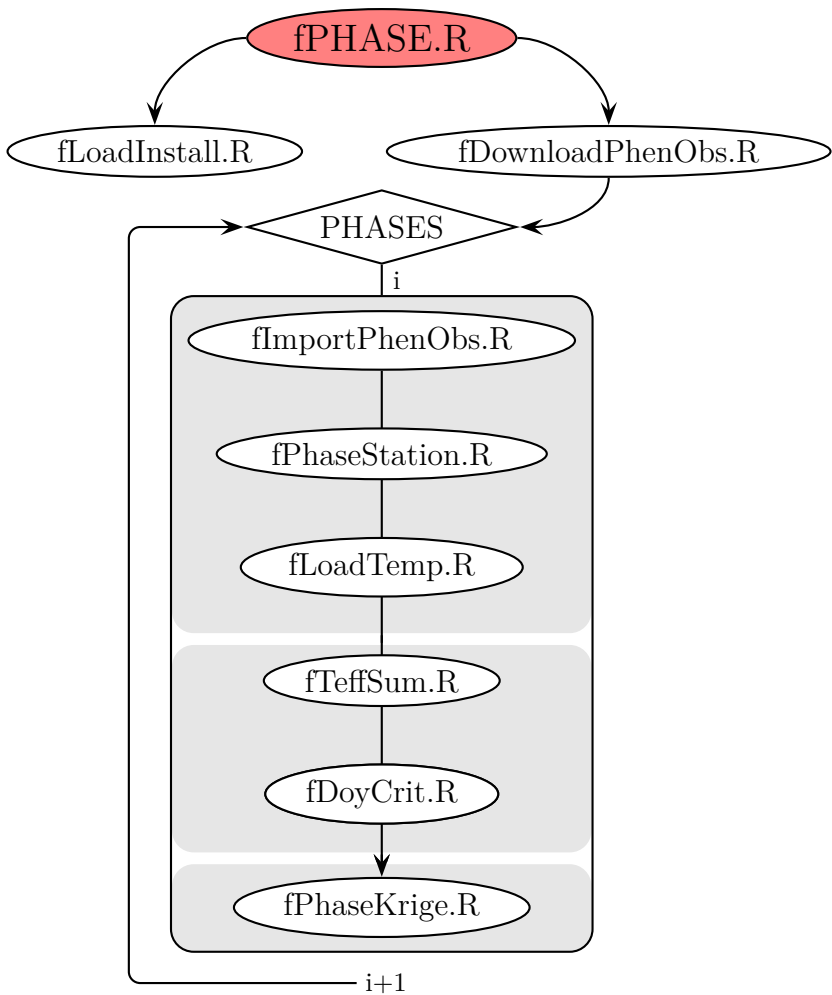 fPHASE.R
fLoadInstall.R
fDownloadPhenObs.R
PHASES
i
fImportPhenObs.R
fPhaseStation.R
fLoadTemp.R
fTeffSum.R
fDoyCrit.R
fPhaseKrige.R
i+1